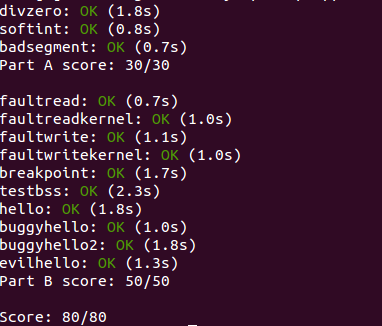 divzero: OK (1.8s)
softint: OK (0.8s)
badsegment: OK (0.7s)
Part A score: 30/30

faultread: OK (0.7s)
faultreadkernel: OK (1.0s)
faultwrite: OK (1.1s)
faultwritekernel: OK (1.0s)
breakpoint: OK (1.7s)
testbss: OK (2.3s)
hello: OK (1.8s)
buggyhello: OK (1.0s)
buggyhello2: OK (1.8s)
evilhello: OK (1.3s)
Part B score: 50/50

Score: 80/80